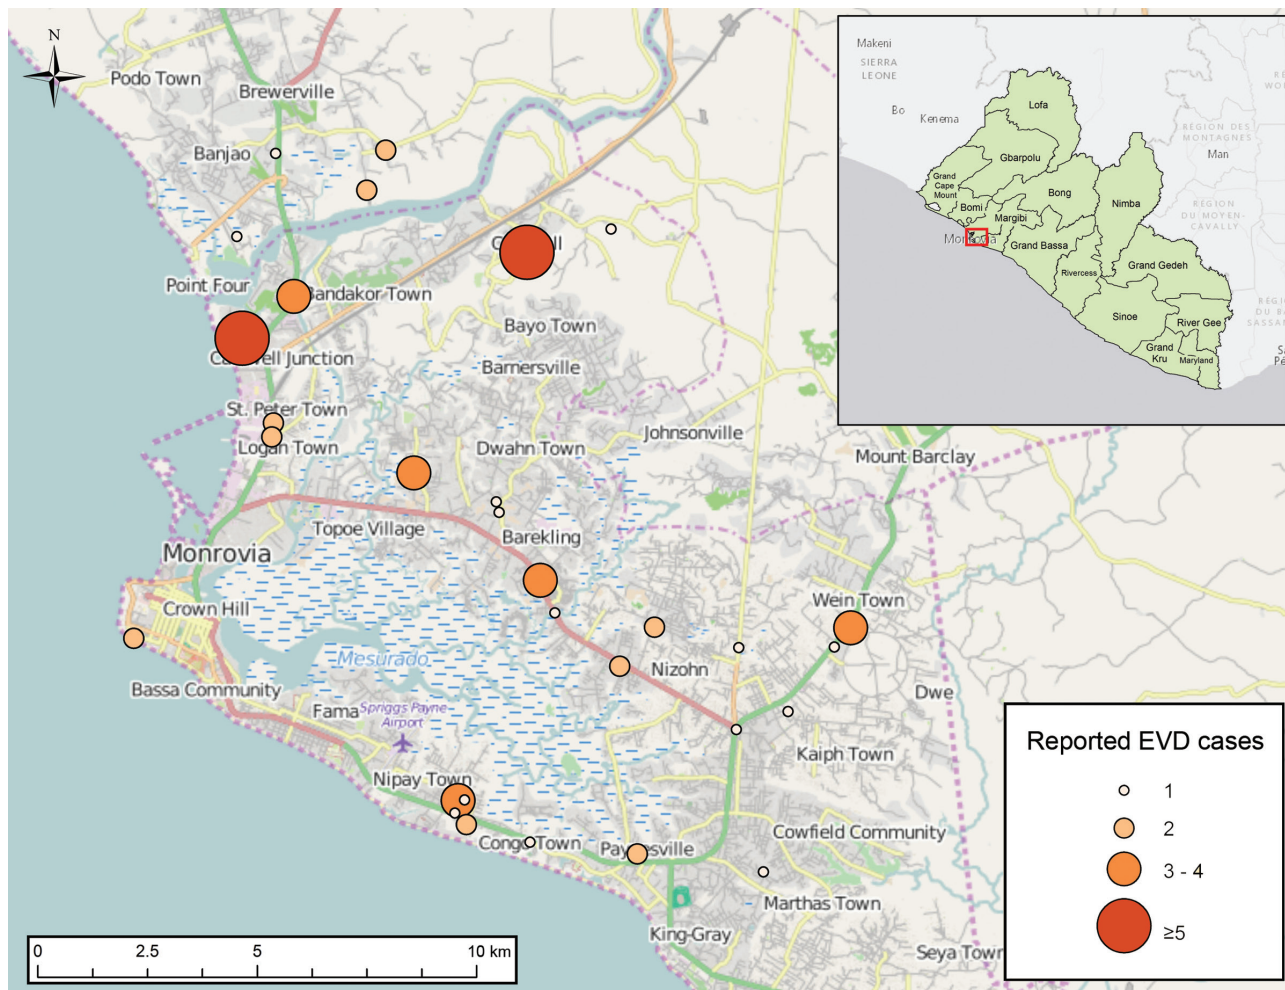 N
Podo Town
Brewerville
Banjao
Point Four
Bandakor Town
Bayo Town
Junction
Barnersville
St. Peter Town
Logan Town
Dwahn Town
Johnsonville
Mount Barclay
Topoe Village
Barekling
Monrovia
Crown Hill
Wein Town
Mesurado
Nizohn
Bassa Community
Dwe
Fama
Spriggs Payne
Airport
Kaiph Town
Nipay Town
Congo Town
Cowfield Community
Marthas Town
King-Gray
Seya Town
0
2.5
5
10 km
Makeni
SIERRA
LEONE
Bo
Kenema
Lofa
Gbarpolu
Grand
Cape
Mount
Bomi
Bong
Margibi
Nimba
Grand Bassa
Rivercess
Grand Gedeh
Sinoe
River Gee
Grand
Kru
Maryland
RÉGION DES
MONTAGNES
Man
RÉGION
DU MOYEN-
CAVALLY
Reported EVD cases
1
2
3 - 4
≥5